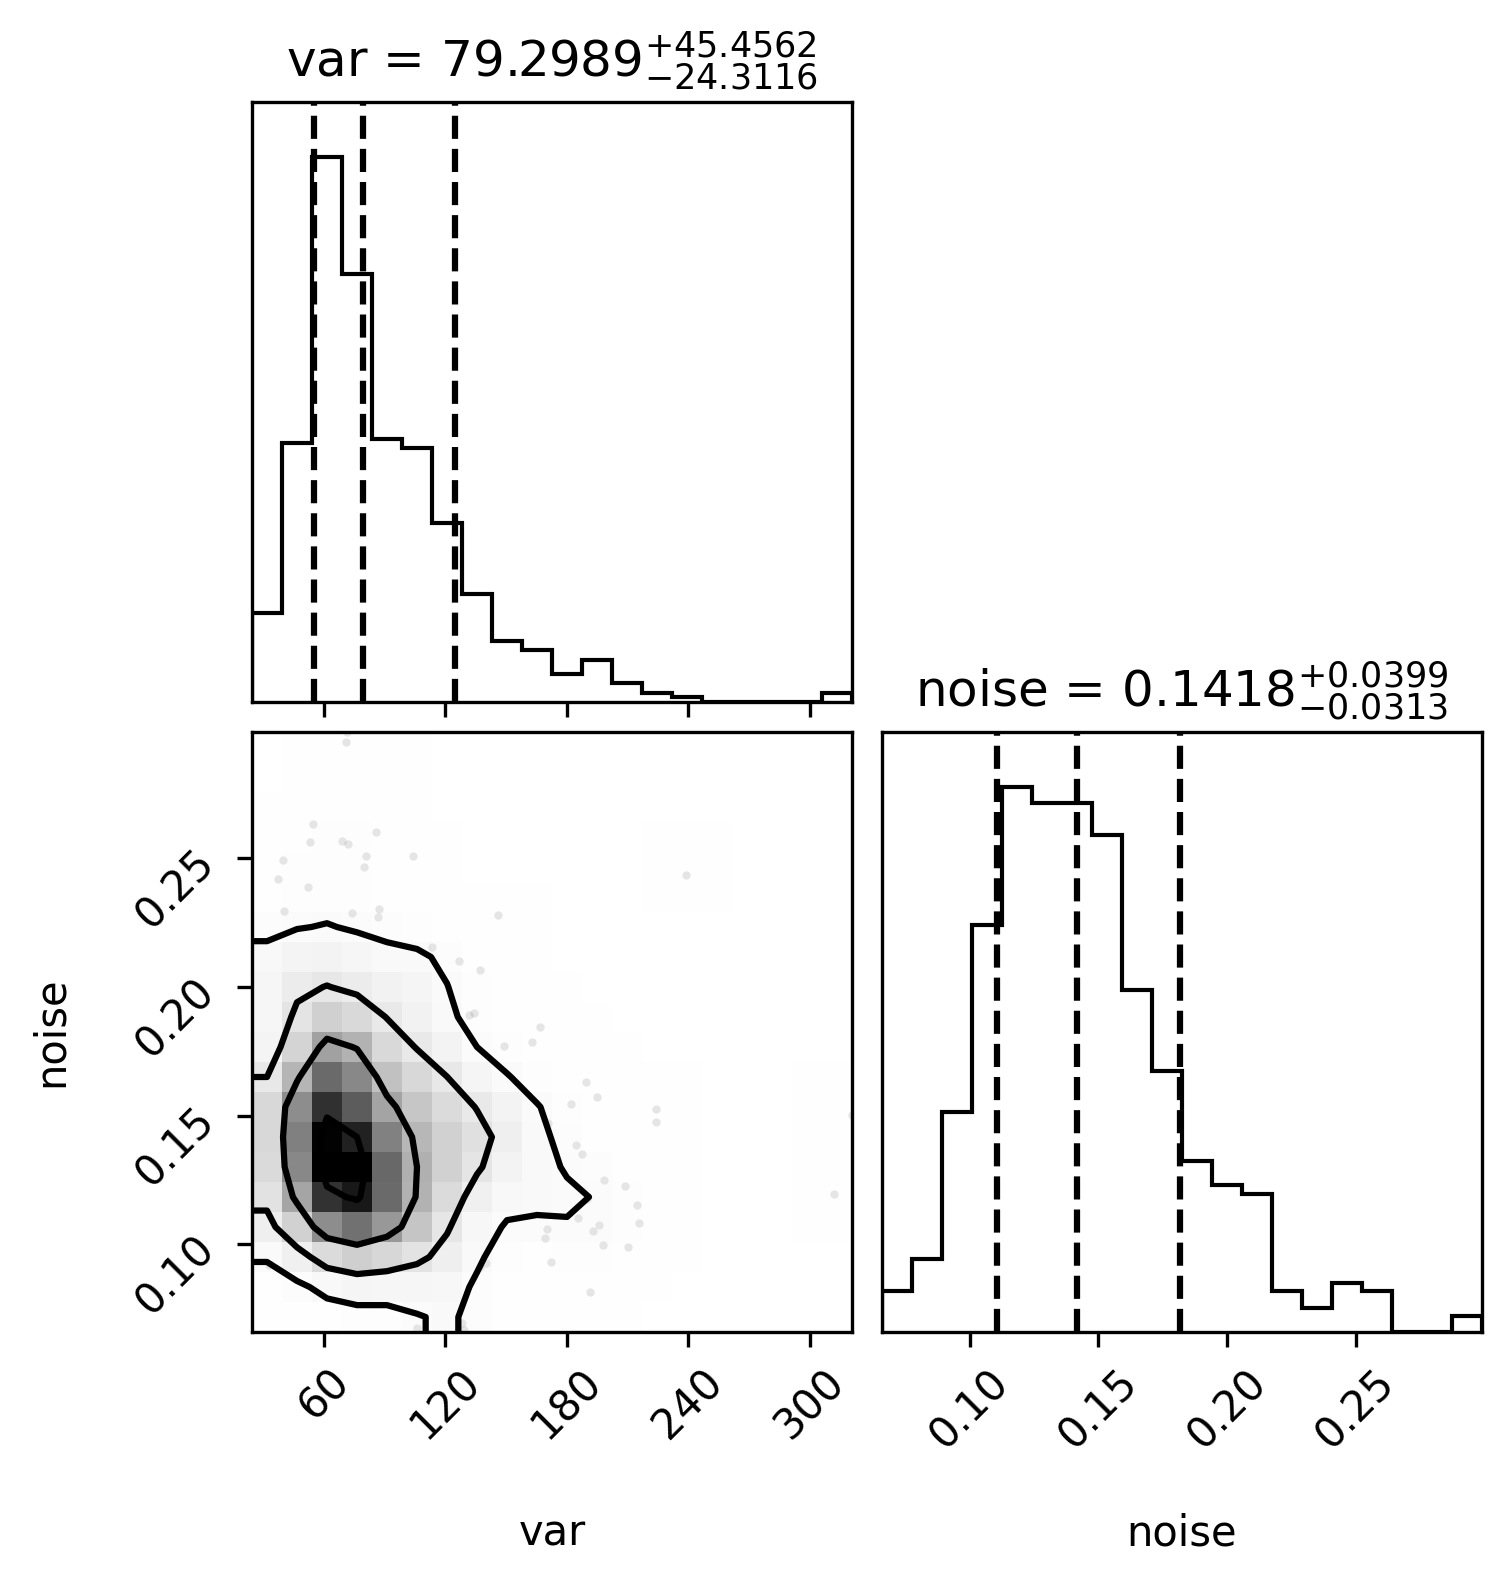 var = 79.2989+45.4562
−24.3116
noise = 0.1418+0.0399
−0.0313
noise
0.25
0.20
0.15
0.10
60 120 180 240 300
0.10 0.15 0.20 0.25
var
noise